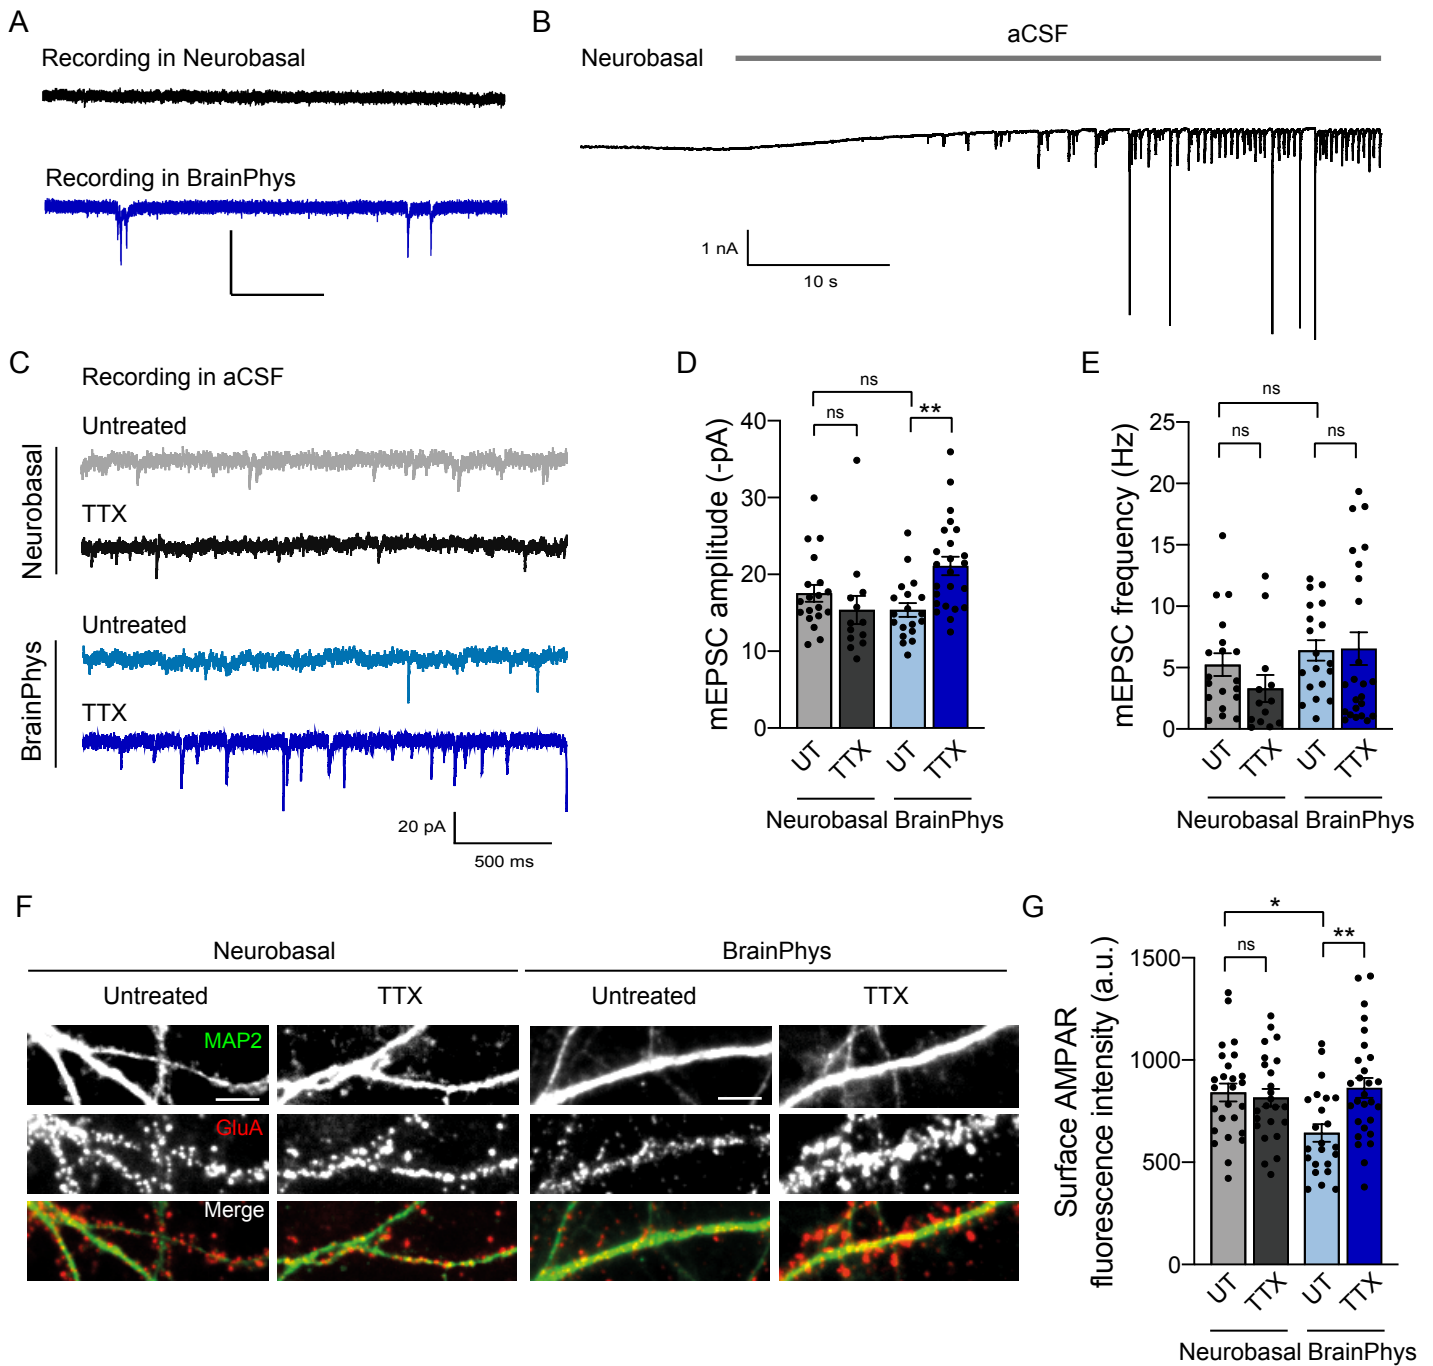 A
Recording in Neurobasal
Recording in BrainPhys
B
aCSF
Neurobasal
1 nA
10 s
C
Recording in aCSF
Neurobasal
Untreated
TTX
BrainPhys
Untreated
TTX
20 pA
500 ms
D
mEPSC amplitude (-pA)
40
30
20
10
0
ns
ns
**
UT
TTX
UT
TTX
Neurobasal BrainPhys
E
mEPSC frequency (Hz)
25
20
15
10
5
0
ns
ns
ns
UT
TTX
UT
TTX
Neurobasal BrainPhys
F
Neurobasal
BrainPhys
Untreated
TTX
Untreated
TTX
MAP2
GluA
Merge
G
Surface AMPAR
fluorescence intensity (a.u.)
1500
1000
500
0
*
ns
**
UT
TTX
UT
TTX
Neurobasal BrainPhys